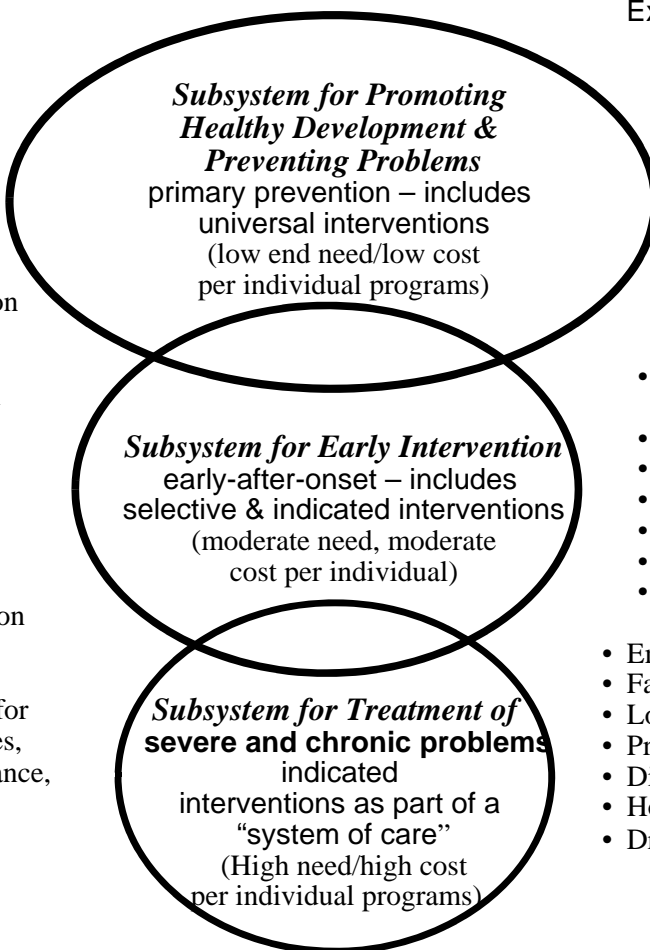 Subsystem for Promoting
Healthy Development &
Preventing Problems
primary prevention – includes
universal interventions
(low end need/low cost
per individual programs)
Subsystem for Early Intervention
early-after-onset – includes
selective & indicated interventions
(moderate need, moderate
cost per individual)
for
Subsystem for Treatment of
severe and chronic problems
indicated
interventions as part of a
“system of care”
(High need/high cost
per individual programs)